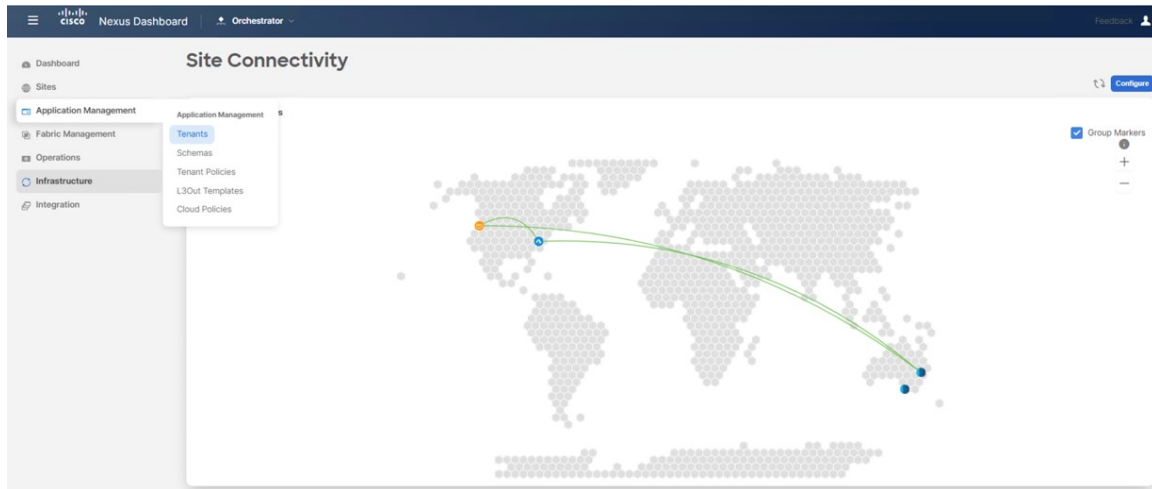 cisco Nexus Dashboard Orchestrator Feedback
Dashboard
Sites
Application Management
Fabric Management
Operations
Infrastructure
Integration
Application Management
Tenants
Schemas
Tenant Policies
L3Out Templates
Cloud Policies
Site Connectivity
Configure
s
Group Markers